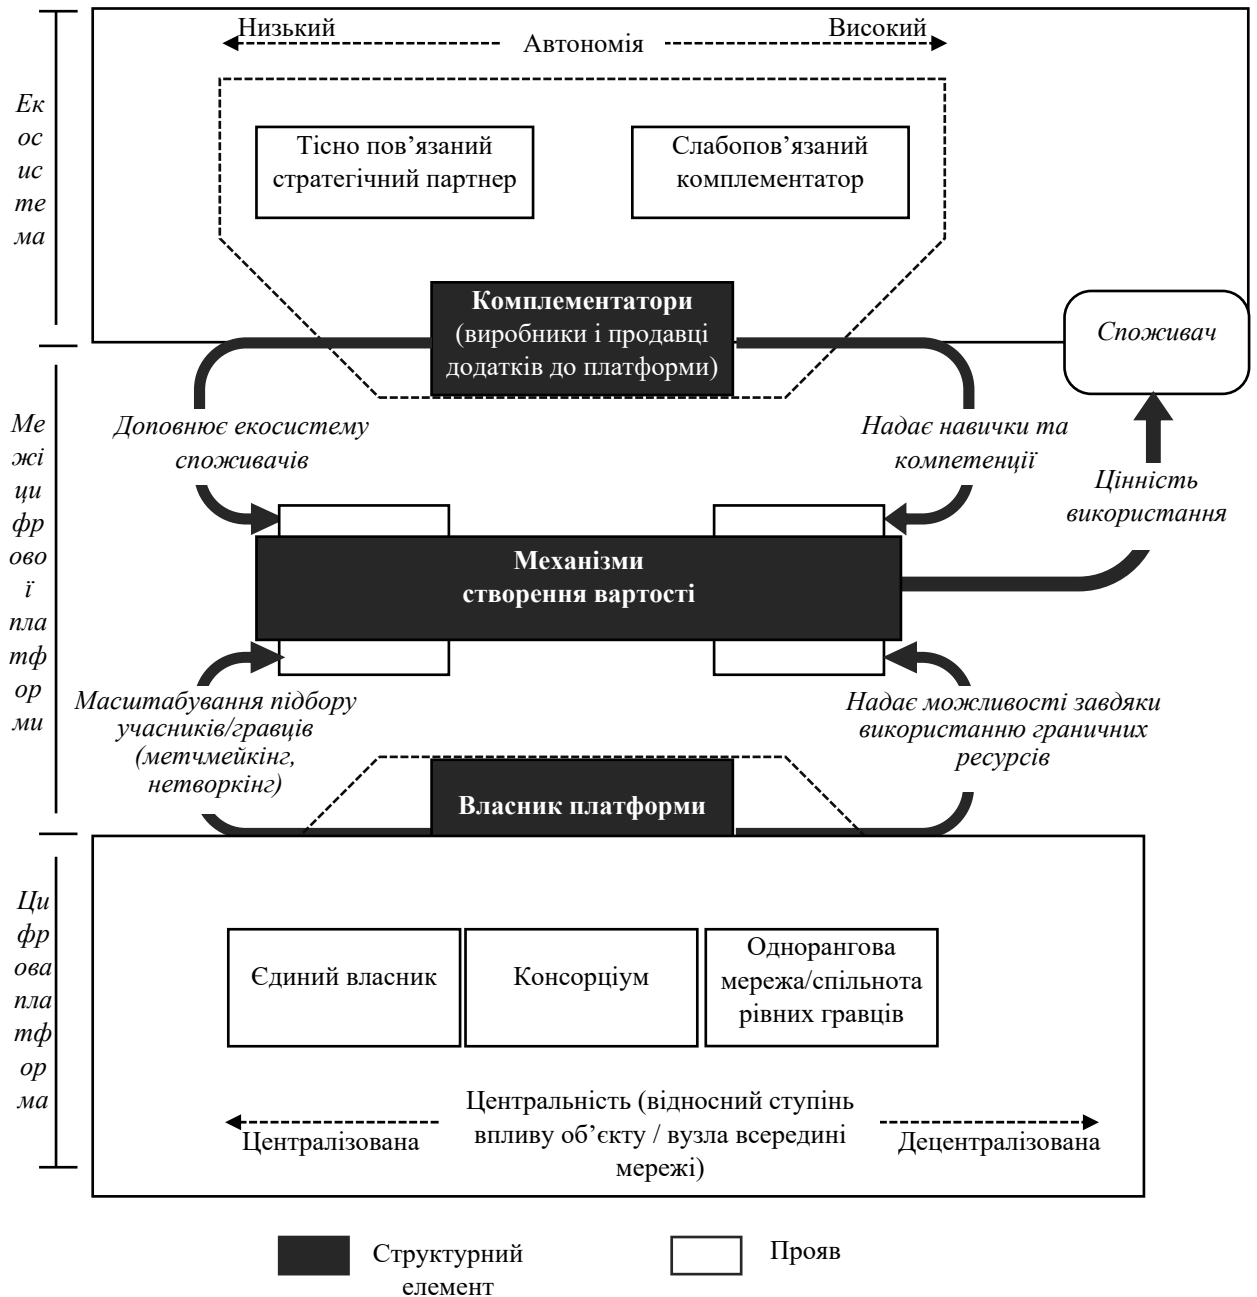 Низький
Високий
Автономія
Ек
ос
ис
те
ма
Тісно пов’язаний
стратегічний партнер
Слабопов’язаний
комплементатор
Комплементатори
(виробники і продавці
додатків до платформи)
Споживач
Ме
жі
ци
фр
ово
ї
пла
тф
ор
ми
Доповнює екосистему
споживачів
Надає навички та
компетенції
Цінність
використання
Механізми
створення вартості
Масштабування підбору
учасників/гравців
(метчмейкінг,
нетворкінг)
Надає можливості завдяки
використанню граничних
ресурсів
Власник платформи
Ци
фр
ова
пла
тф
ор
ма
Єдиний власник
Консорціум
Однорангова
мережа/спільнота
рівних гравців
Централізована
Центральність (відносний ступінь
впливу об’єкту / вузла всередині
мережі)
Децентралізована
Структурний
елемент
Прояв